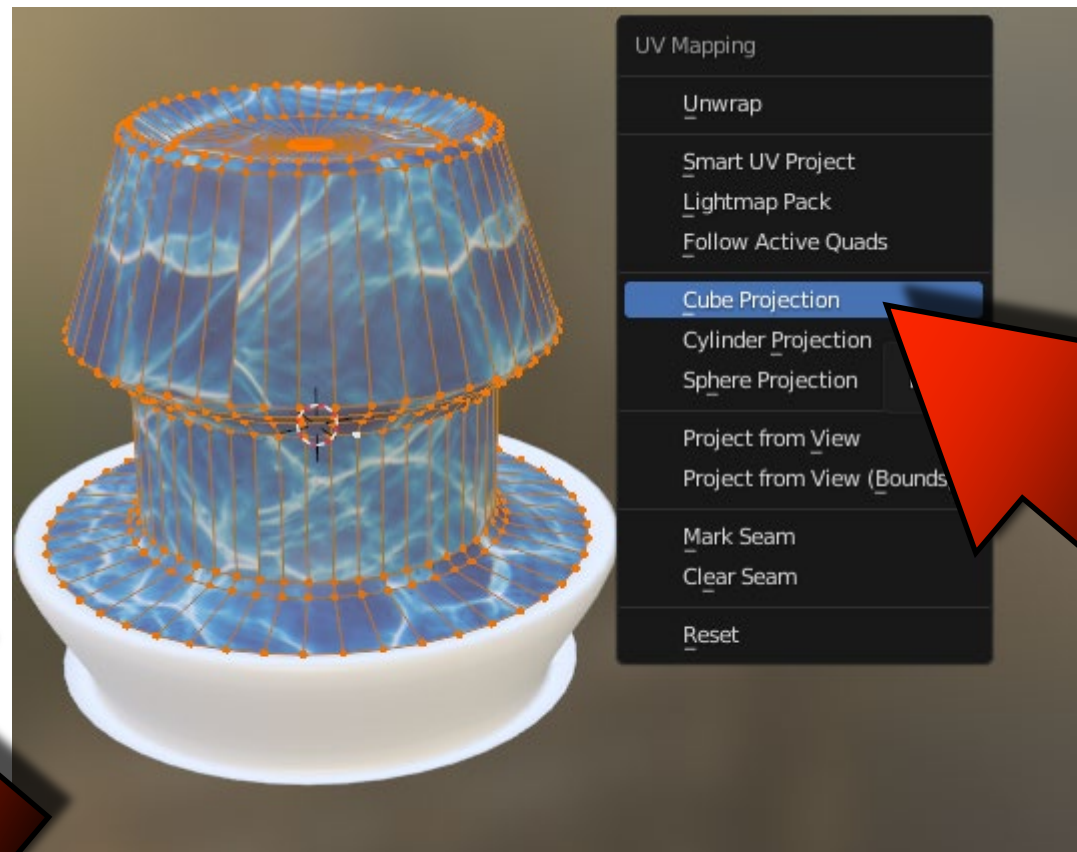 UV Mapping
Unwrap
Smart UV Project
Lightmap Pack
Follow Active Quads
Cube Projection
Cylinder Projection
Sphere Projection
Project from View
Project from View (Bounds
Mark Seam
Clear Seam
Reset